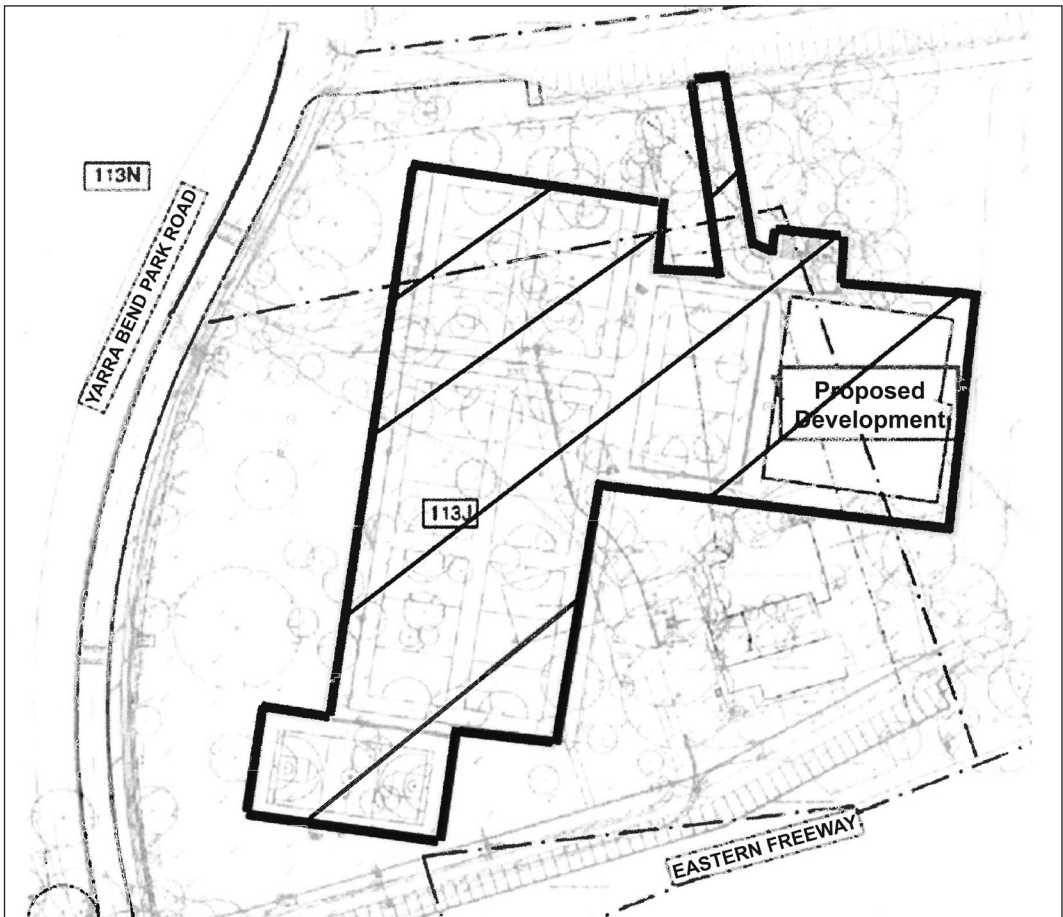 113N
YARRA BEND PARK ROAD
Proposed
Development
113J
EASTERN FREEWAY